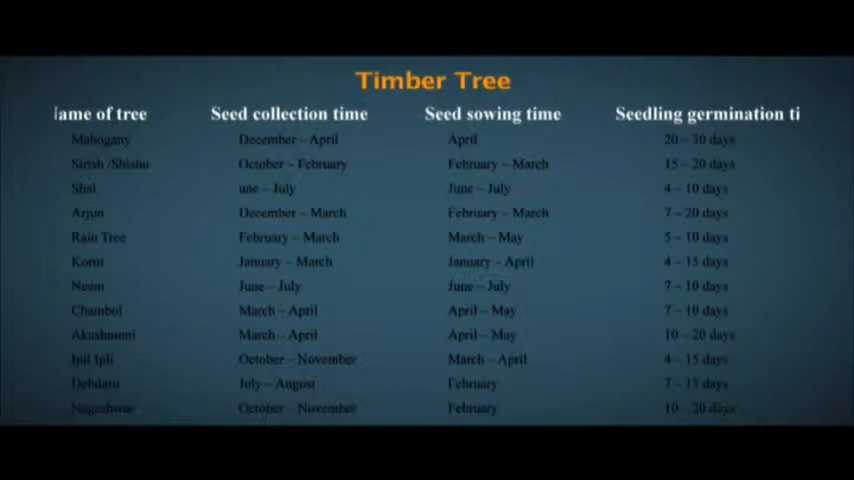 Timber Tree
ame of tree Seed collection time Seed sowing time Seedling germination ti
Mahogany December – April April 20 – 30 days
Sirish /Shishu October – February February – March 15 – 20 days
Shal une – July June – July 4 – 10 days
Arjun December – March February – March 7 – 20 days
Rain Tree February – March March – May 5 – 10 days
Koroi January – March January – April 4 – 15 days
Neem June – July June – July 7 – 10 days
Chambol March – April April – May 7 – 10 days
Akashmoni March – April April – May 10 – 20 days
Ipil Ipli October – November March – April 4 – 15 days
Debdaru July – August February 7 – 15 days
Nageshwar October – November February 10 – 20 days